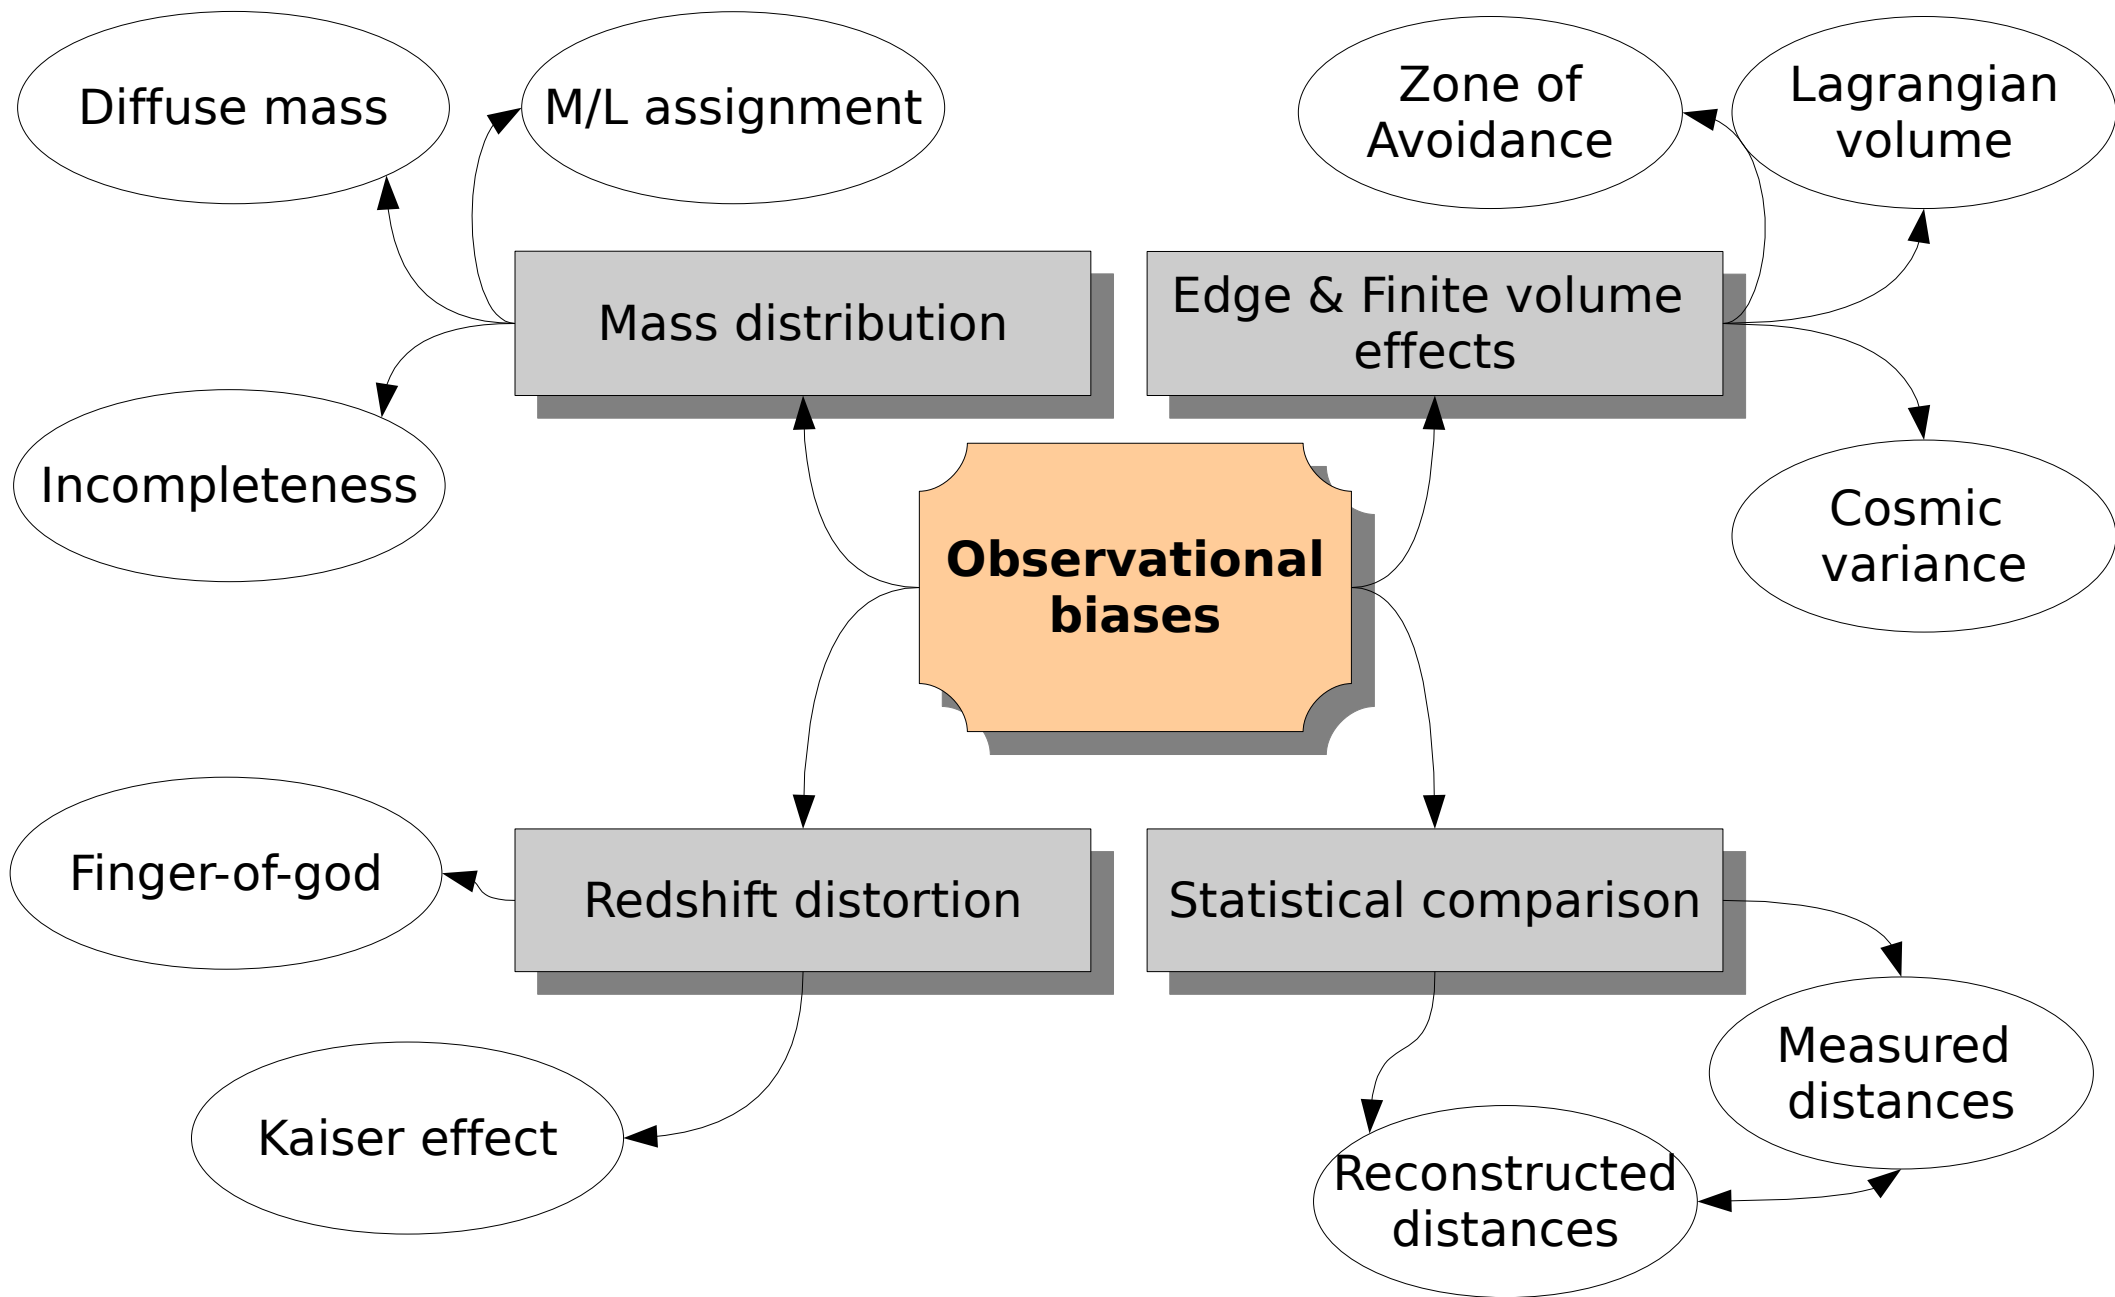 Diffuse mass
M/L assignment
Zone of
Avoidance
Lagrangian
volume
Mass distribution
Edge & Finite volume
effects
Incompleteness
Cosmic
variance
Observational
biases
Finger-of-god
Redshift distortion
Statistical comparison
Kaiser effect
Measured
distances
Reconstructed
distances